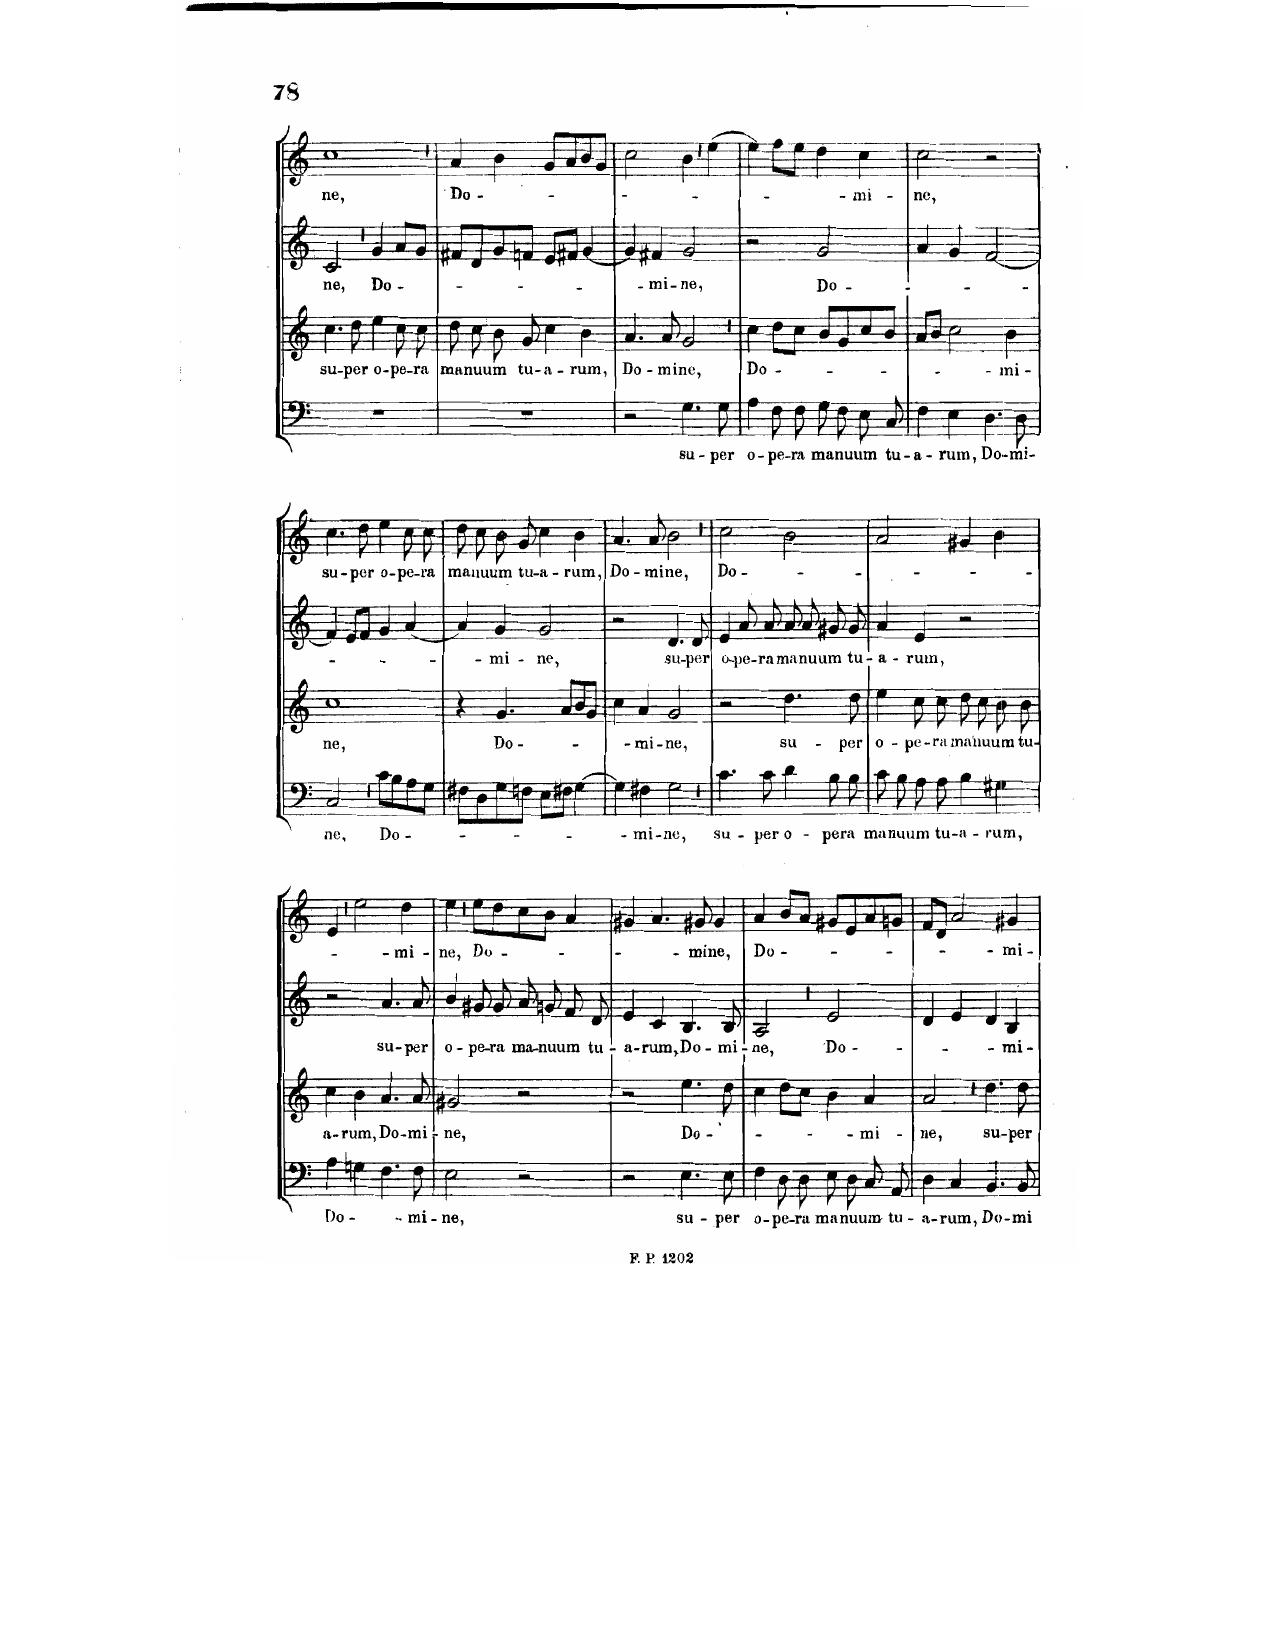 78
ne, Do - - - - - mi - ne,
ne, Do - - - - - mi - ne, Do - - -
su - per o - pe - ra manuum tu - a - rum, Do - mine, Do - - - - - mi -
su - per o - pe - ra manuum tu - a - rum, Do - mi -
su - per o - pe - ra manuum tu - a - rum, Do - mine, Do - - - - -
- - - - mi - ne, su - per o - pe - ra manuum tu - a - rum,
ne, Do - - - mi - ne, su - per o - pe - ra manuum tu -
ne, Do - - - - - mi - ne, su - per o - pera manuum tu - a - rum,
- - mi - ne, Do - - - - mine, Do - - - - - mi -
su - per o - pe - ra ma - nuum tu - a - rum, Do - mi - ne, Do - - - mi -
a - rum, Do - mi - ne, Do - - - - mi - ne, su - per
Do - - - mi - ne, su - per o - pe - ra manuum tu - a - rum, Do - mi
F. P. 1202